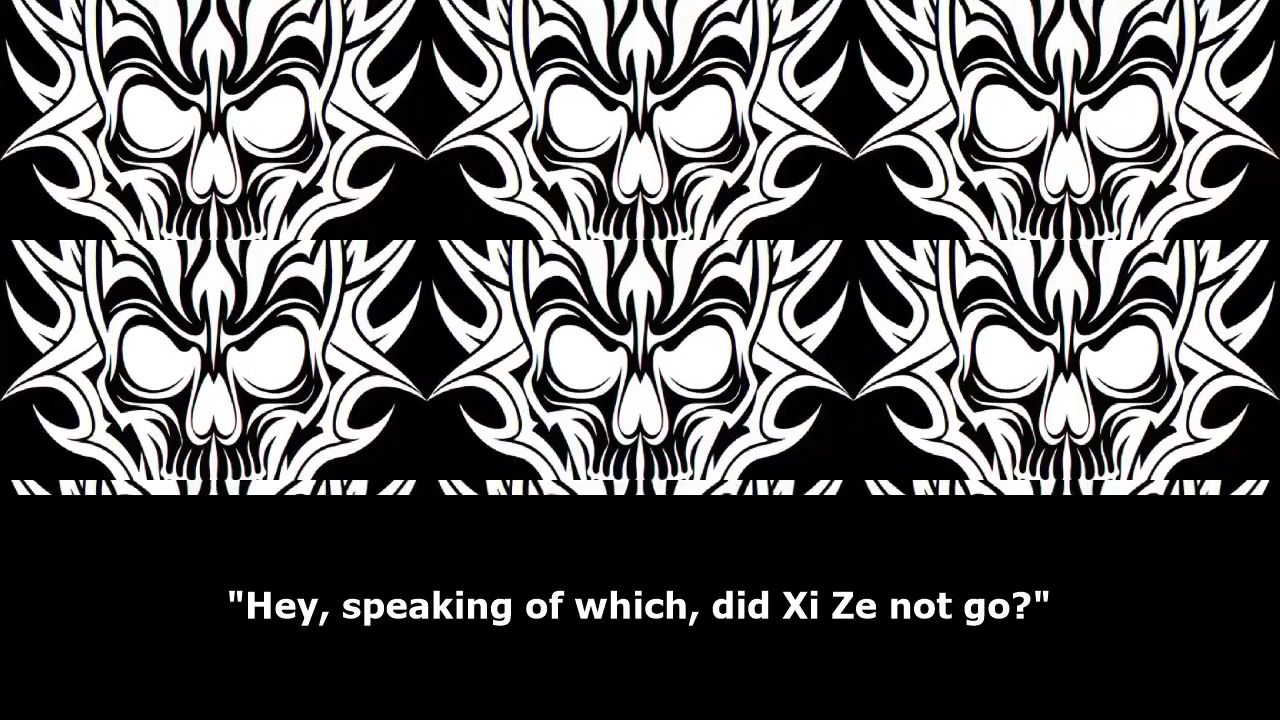 "Hey, speaking of which, did Xi Ze not go?"